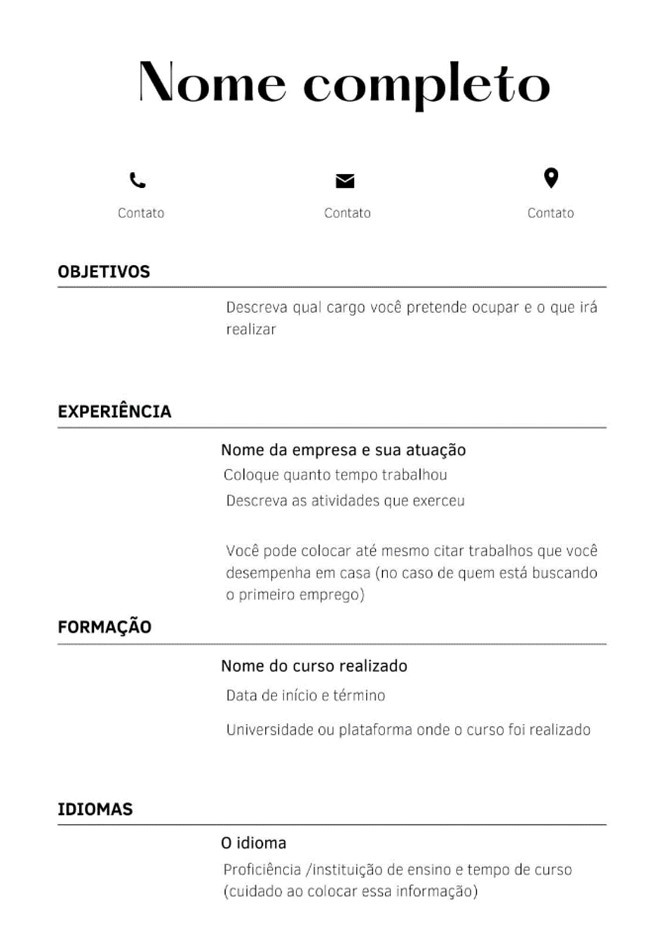 Nome completo
Contato
Contato
Contato
OBJETIVOS
Descreva qual cargo você pretende ocupar e o que irá
realizar
EXPERIÊNCIA
Nome da empresa e sua atuação
Coloque quanto tempo trabalhou
Descreva as atividades que exerceu
Você pode colocar até mesmo citar trabalhos que você
desempenha em casa (no caso de quem está buscando
o primeiro emprego)
FORMAÇÃO
Nome do curso realizado
Data de início e término
Universidade ou plataforma onde o curso foi realizado
IDIOMAS
O idioma
Proficiência /instituição de ensino e tempo de curso
(cuidado ao colocar essa informação)